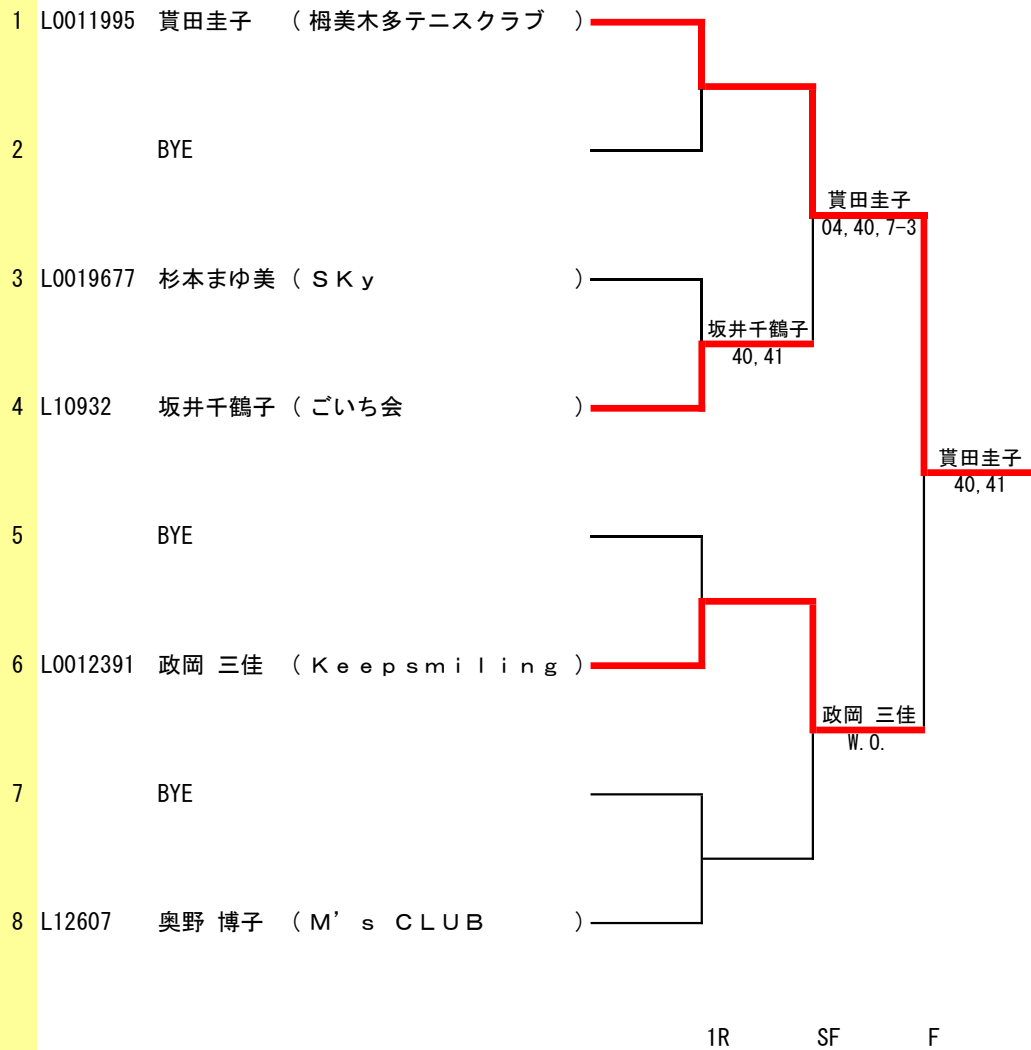 1 L0011995 貰田圭子 （ 栂美木多テニスクラブ ）
2 BYE
貰田圭子
04,40,7-3
3 L0019677 杉本まゆ美 （ ＳＫｙ ）
坂井千鶴子
40,41
4 L10932 坂井千鶴子 （ ごいち会 ）
貰田圭子
40,41
5 BYE
6 L0012391 政岡 三佳 （ Ｋｅｅｐｓｍｉｌｉｎｇ ）
政岡 三佳
W.O.
7 BYE
8 L12607 奥野 博子 （ Ｍ’ｓ ＣＬＵＢ ）
1R SF F